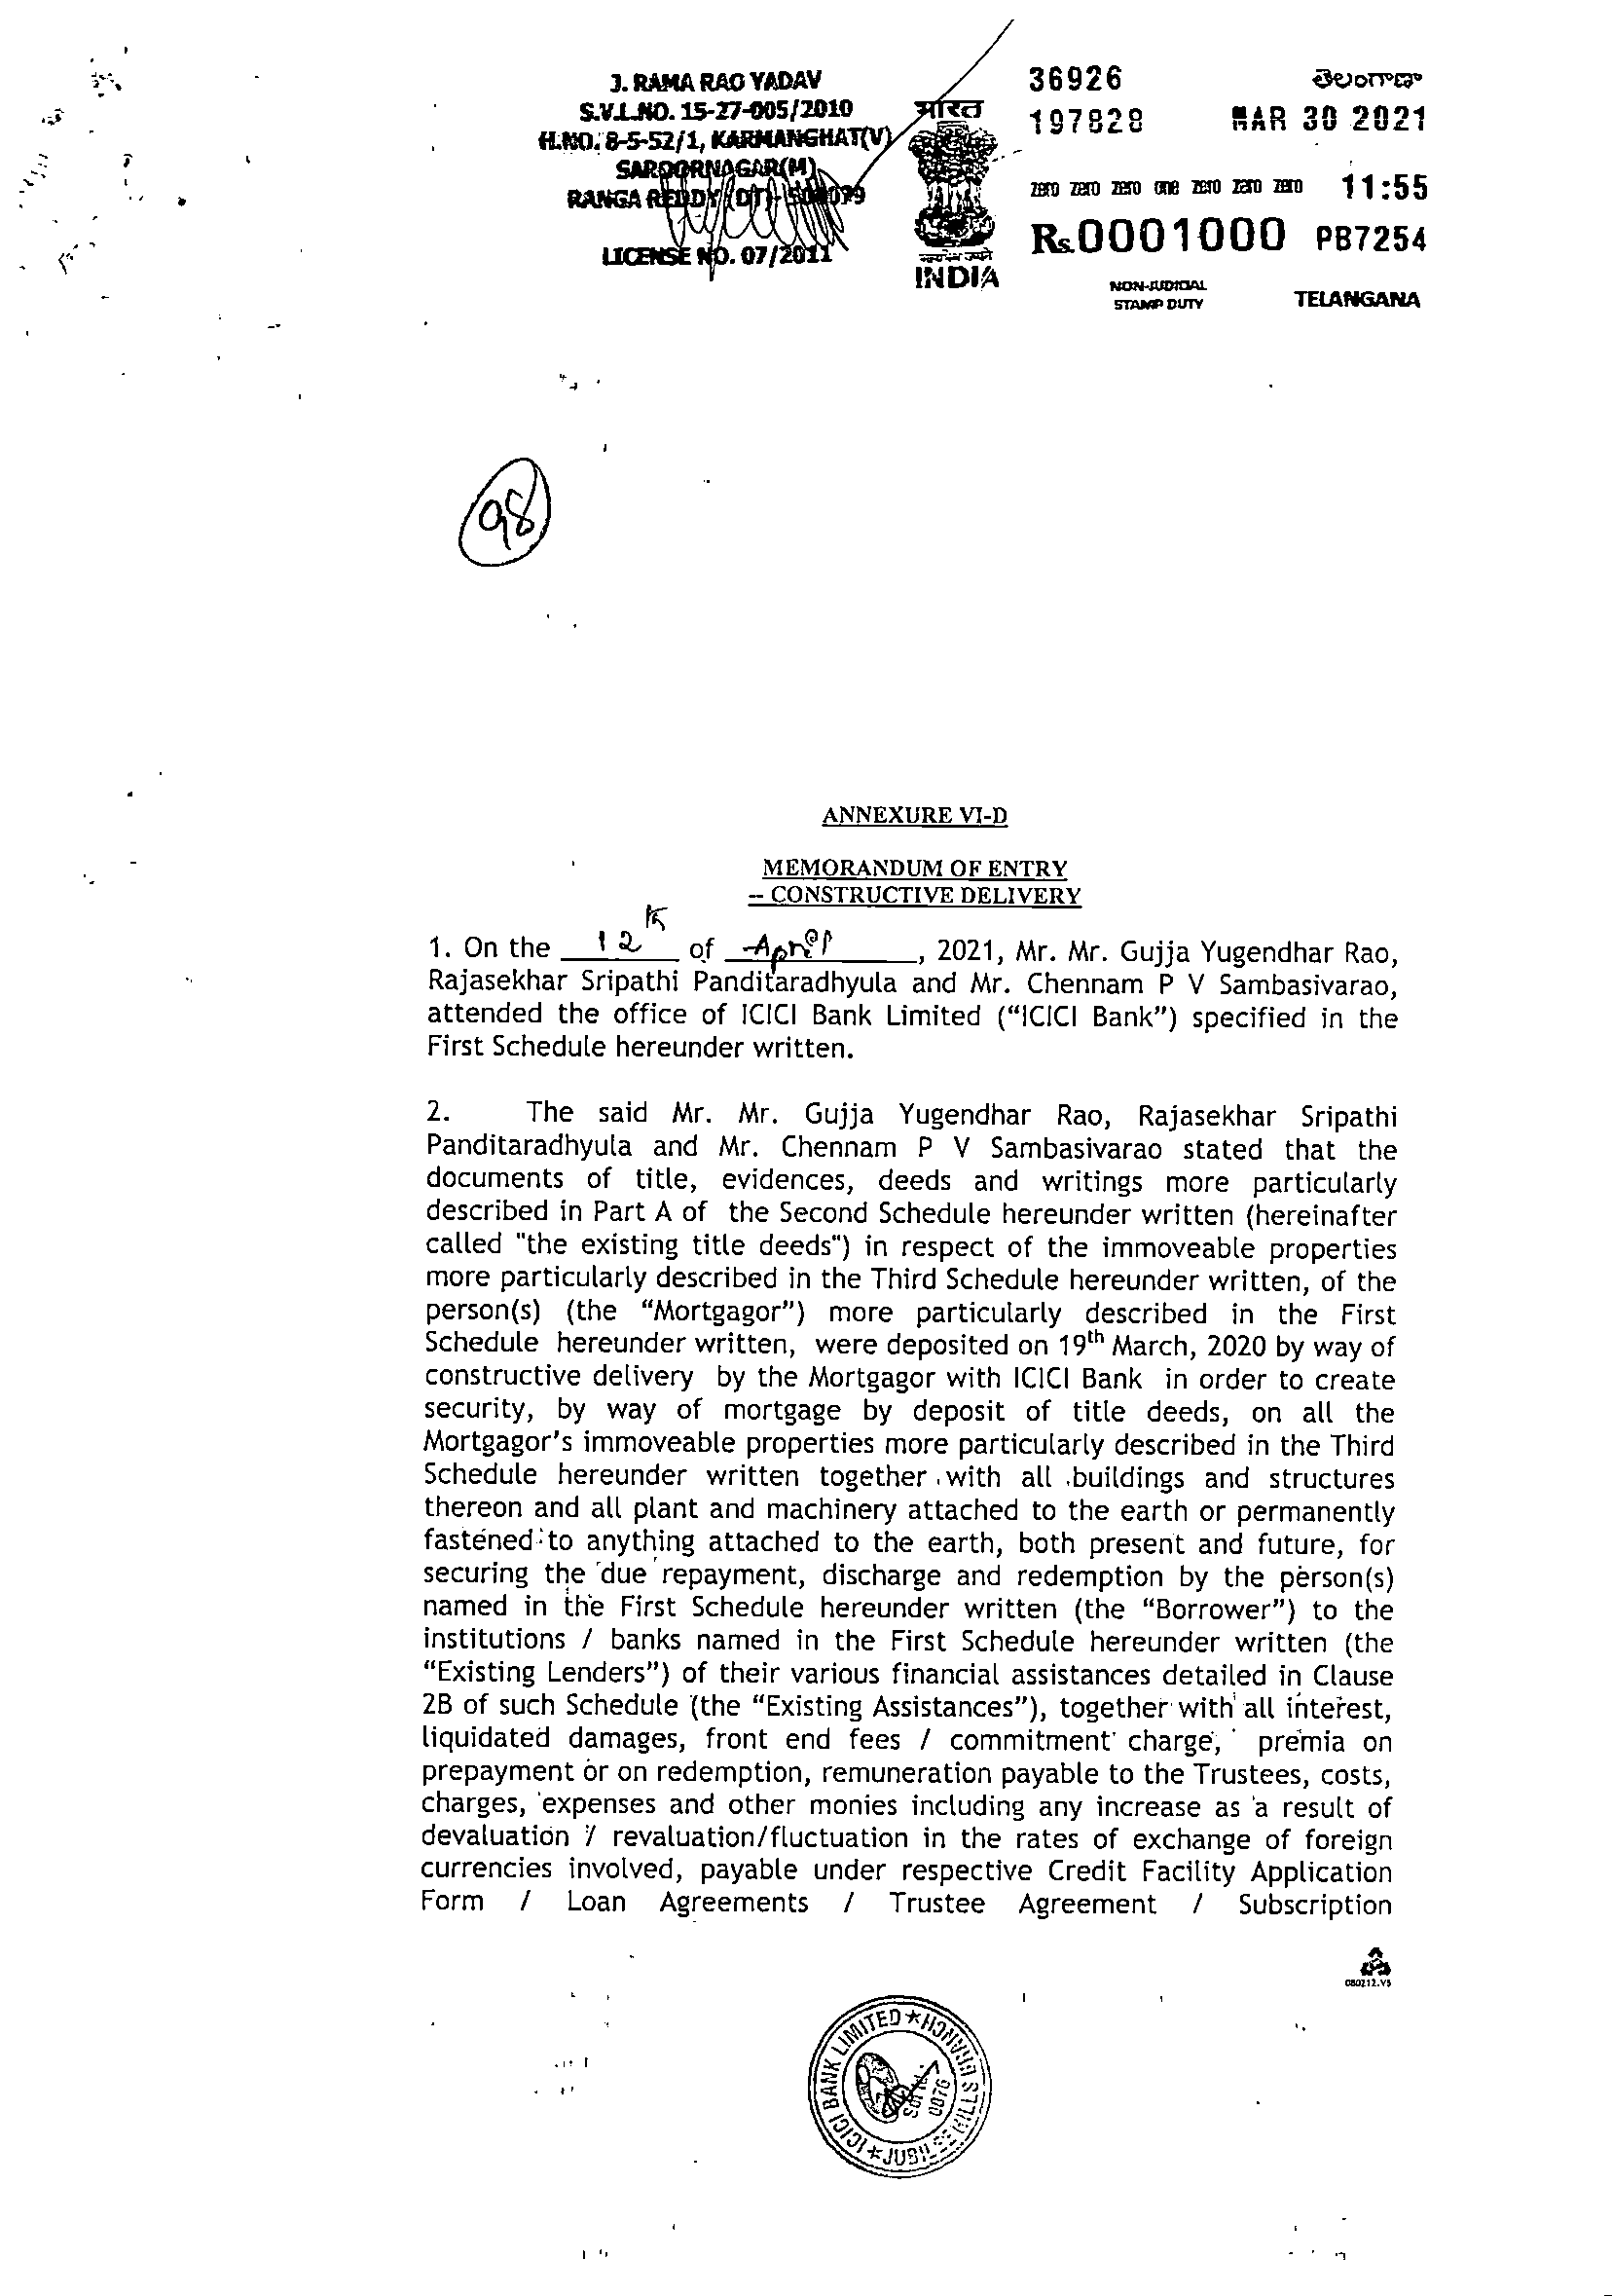 J. RAMA RAO YADAV
S.V.L.NO. 15-27-005/2010
H.NO. 8-5-52/1, KARMANGHAT(V)
SAROORNAGAR(M)
RANGA REDDY (DT)-
LICENSE NO. 07/2011
भारत
INDIA
36926 తెలంగాణా
197828 MAR 30 2021
zero zero zero one zero zero zero 11:55
Rs.0001000 PB7254
NON-JUDICIAL
STAMP DUTY TELANGANA
98
ANNEXURE VI-D
MEMORANDUM OF ENTRY
-- CONSTRUCTIVE DELIVERY
1. On the 12th of April, 2021, Mr. Mr. Gujja Yugendhar Rao,
Rajasekhar Sripathi Panditaradhyula and Mr. Chennam P V Sambasivarao,
attended the office of ICICI Bank Limited (“ICICI Bank”) specified in the
First Schedule hereunder written.
2. The said Mr. Mr. Gujja Yugendhar Rao, Rajasekhar Sripathi
Panditaradhyula and Mr. Chennam P V Sambasivarao stated that the
documents of title, evidences, deeds and writings more particularly
described in Part A of the Second Schedule hereunder written (hereinafter
called "the existing title deeds") in respect of the immoveable properties
more particularly described in the Third Schedule hereunder written, of the
person(s) (the “Mortgagor”) more particularly described in the First
Schedule hereunder written, were deposited on 19th March, 2020 by way of
constructive delivery by the Mortgagor with ICICI Bank in order to create
security, by way of mortgage by deposit of title deeds, on all the
Mortgagor's immoveable properties more particularly described in the Third
Schedule hereunder written together with all buildings and structures
thereon and all plant and machinery attached to the earth or permanently
fastened to anything attached to the earth, both present and future, for
securing the due repayment, discharge and redemption by the person(s)
named in the First Schedule hereunder written (the “Borrower”) to the
institutions / banks named in the First Schedule hereunder written (the
“Existing Lenders”) of their various financial assistances detailed in Clause
2B of such Schedule (the “Existing Assistances”), together with all interest,
liquidated damages, front end fees / commitment charge, premia on
prepayment or on redemption, remuneration payable to the Trustees, costs,
charges, expenses and other monies including any increase as a result of
devaluation / revaluation/fluctuation in the rates of exchange of foreign
currencies involved, payable under respective Credit Facility Application
Form / Loan Agreements / Trustee Agreement / Subscription
080212.V5
ICICI BANK LIMITED ★ JUBILEE HILLS BRANCH ★
0076